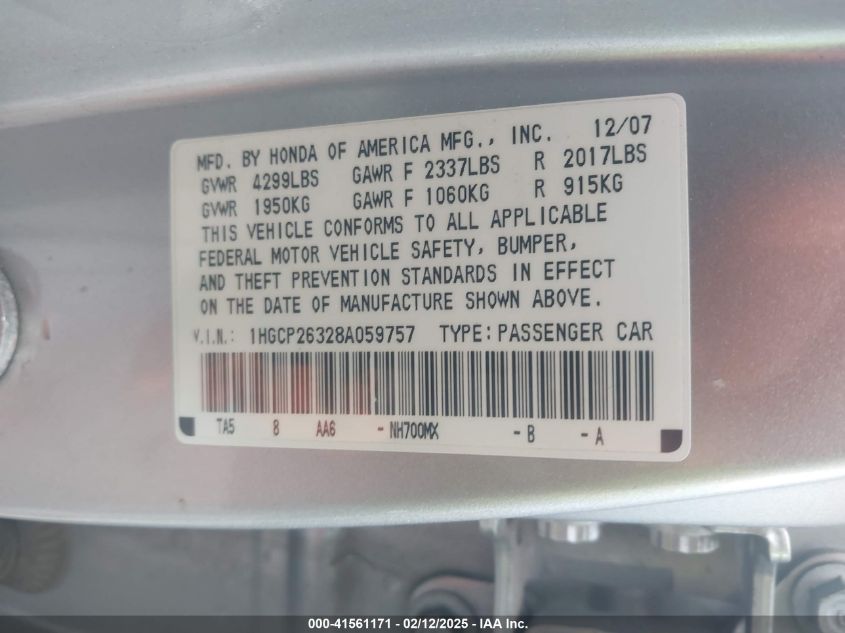 MFD. BY HONDA OF AMERICA MFG., INC. 12/07
GVWR 4299LBS GAWR F 2337LBS R 2017LBS
GVWR 1950KG GAWR F 1060KG R 915KG
THIS VEHICLE CONFORMS TO ALL APPLICABLE
FEDERAL MOTOR VEHICLE SAFETY, BUMPER,
AND THEFT PREVENTION STANDARDS IN EFFECT
ON THE DATE OF MANUFACTURE SHOWN ABOVE.
V.I.N.: 1HGCP26328A059757 TYPE: PASSENGER CAR
TA5 8 AA6 - NH700MX - B - A
000-41561171 | 02/12/2025 - IAA Inc.